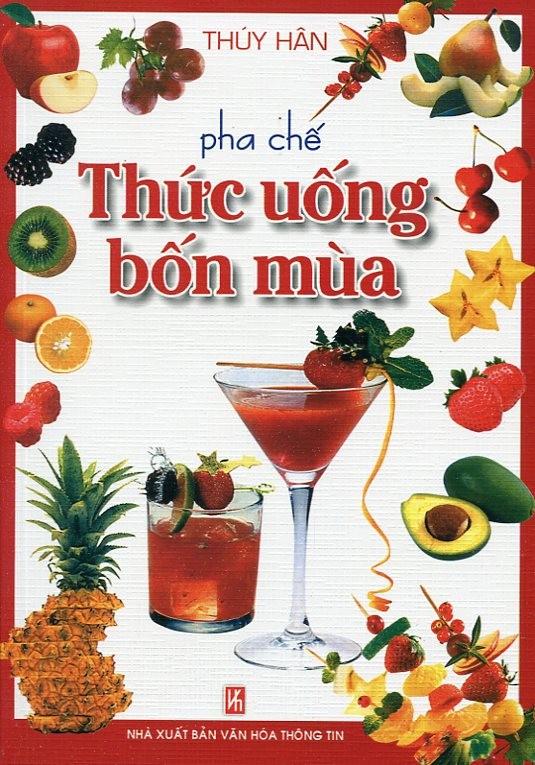 THÚY HÂN
pha chế
Thức uống
bốn mùa
NHÀ XUẤT BẢN VĂN HÓA THÔNG TIN